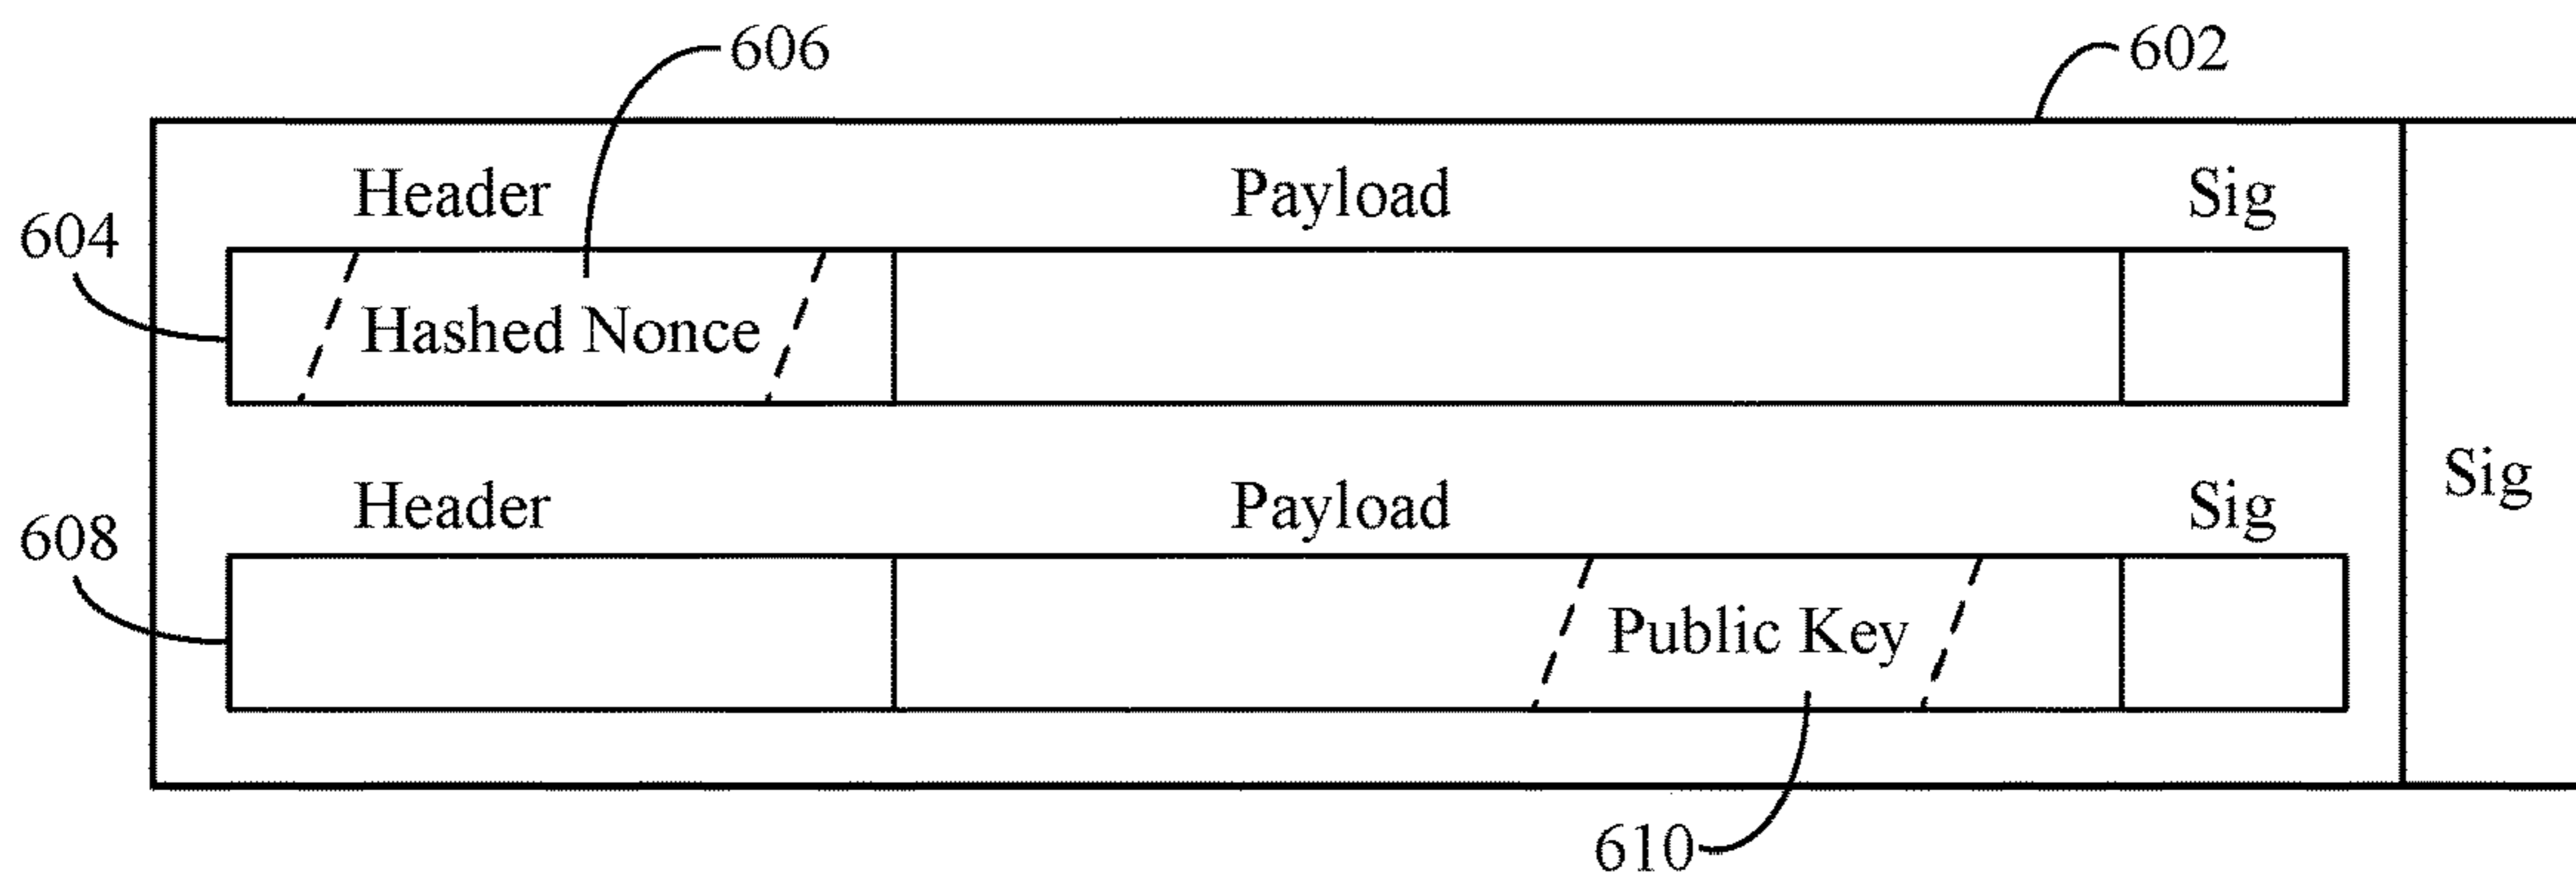 606
602
Header Payload Sig
604
Hashed Nonce
Header Payload Sig
Sig
608
Public Key
610